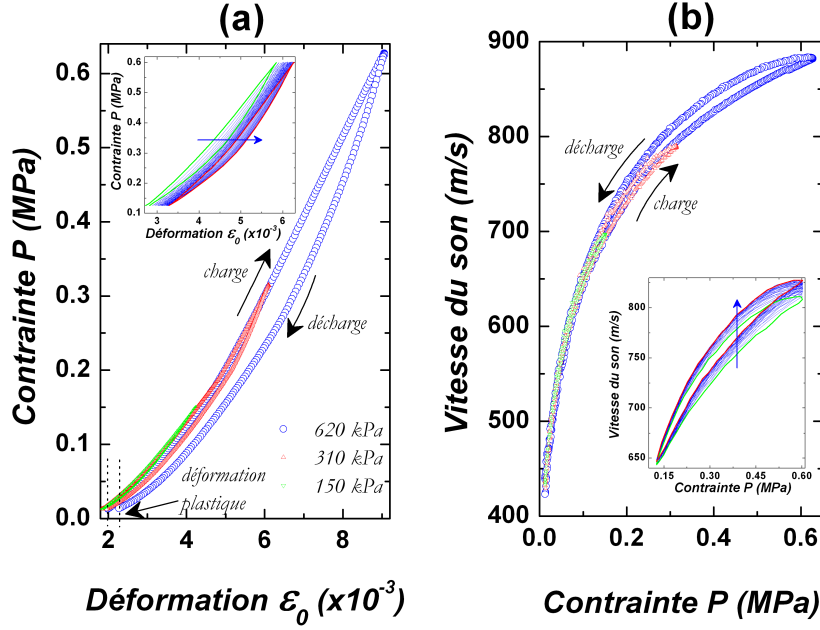 (a)
0.6
0.5
0.4
0.3
0.2
0.1
0.0
2
4
6
8
Contrainte P (MPa)
Déformation ε0 (x10-3)
0.6
0.5
0.4
0.3
0.2
0.1
3
4
5
6
Contrainte P (MPa)
Déformation ε0 (x10-3)
charge
décharge
620 kPa
310 kPa
150 kPa
déformation
plastique
(b)
900
800
700
600
500
400
0.0
0.2
0.4
0.6
Vitesse du son (m/s)
Contrainte P (MPa)
décharge
charge
800
750
700
650
0.15
0.30
0.45
0.60
Vitesse du son (m/s)
Contrainte P (MPa)